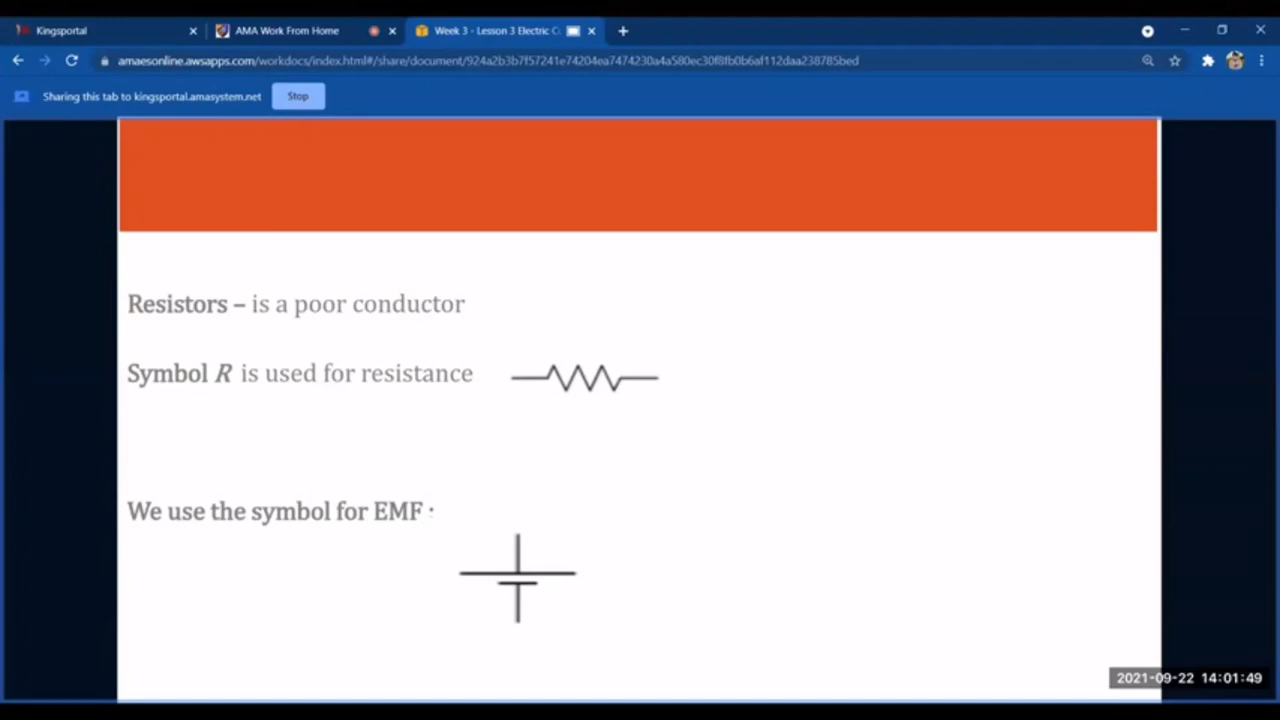 Kingsportal
AMA Work From Home
Week 3 - Lesson 3 Electric C
amaesonline.awsapps.com/workdocs/index.html#/share/document/924a2b3b7f57241e74204ea7474230a4a580ec30f8fb0b6af112daa238785bed
Sharing this tab to kingsportal.amasystem.net Stop
Resistors – is a poor conductor
Symbol R is used for resistance
We use the symbol for EMF :
2021-09-22 14:01:49